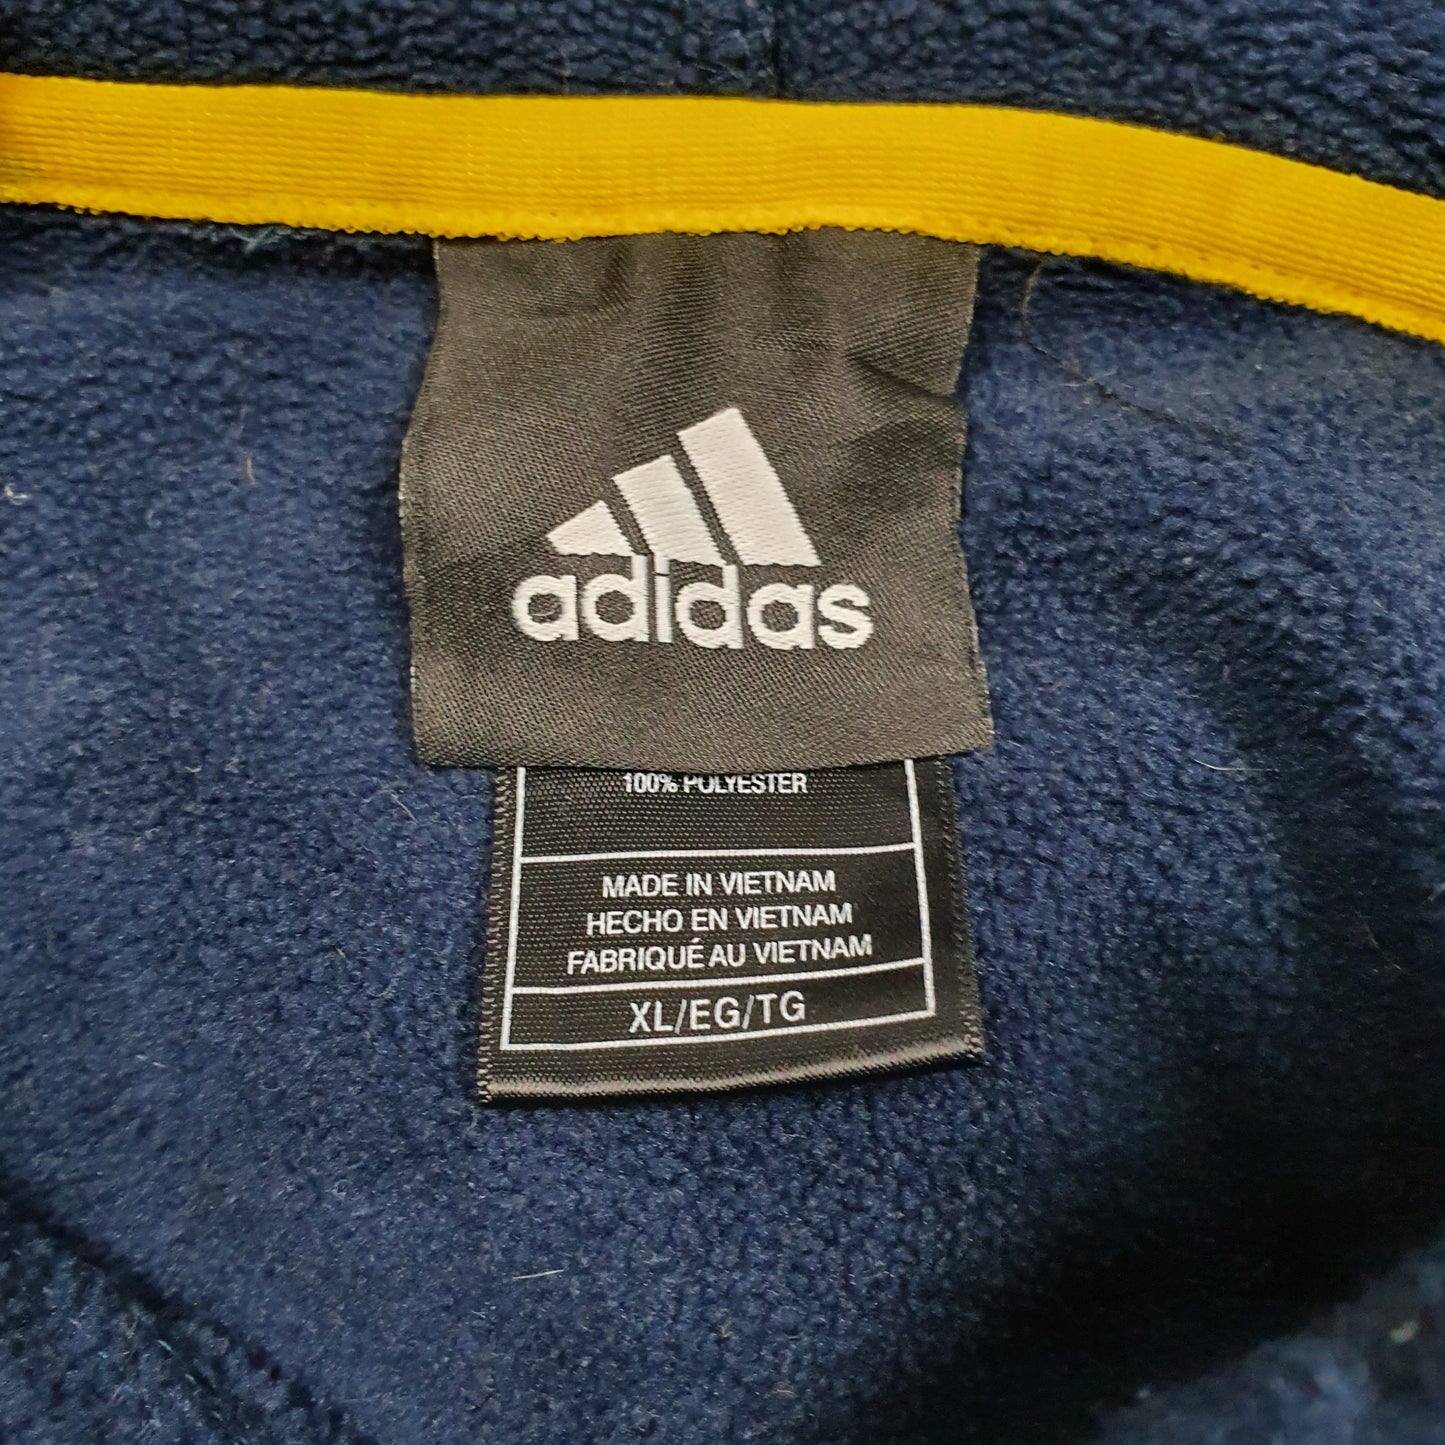 adidas
100% POLYESTER
MADE IN VIETNAM
HECHO EN VIETNAM
FABRIQUÉ AU VIETNAM
XL/EG/TG